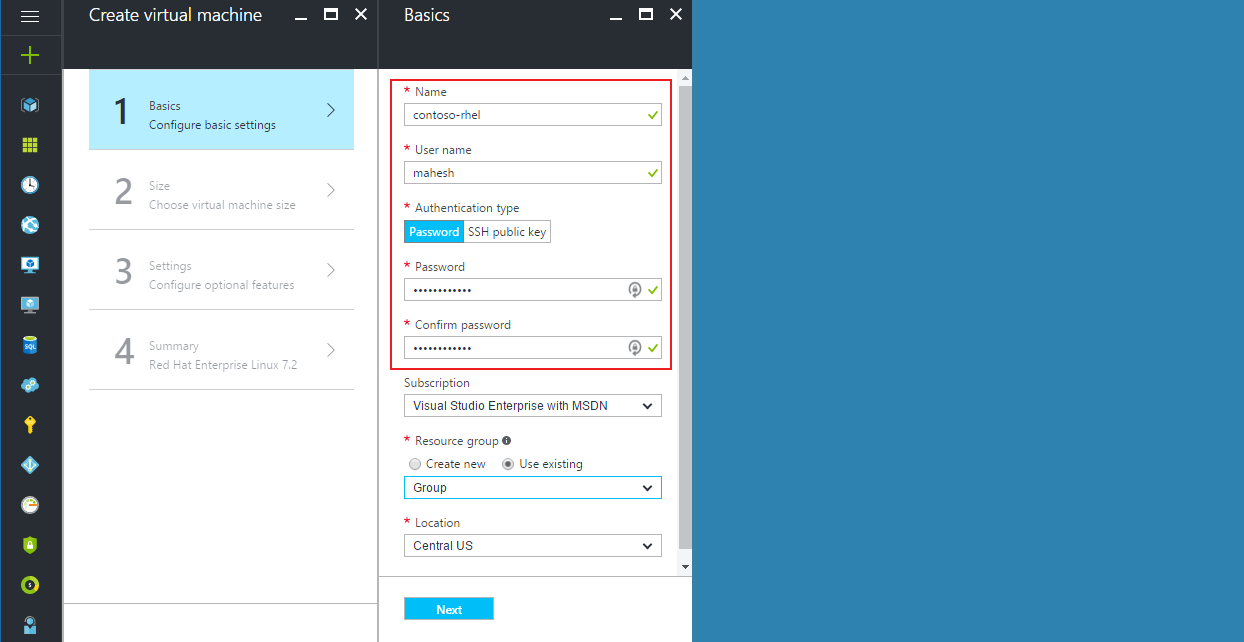 Create virtual machine
1
Basics
Configure basic settings
2
Size
Choose virtual machine size
3
Settings
Configure optional features
4
Summary
Red Hat Enterprise Linux 7.2
Basics
* Name
contoso-rhel
* User name
mahesh
* Authentication type
Password SSH public key
* Password
••••••••••••
* Confirm password
••••••••••••
Subscription
Visual Studio Enterprise with MSDN
* Resource group
Create new Use existing
Group
* Location
Central US
Next
SQL